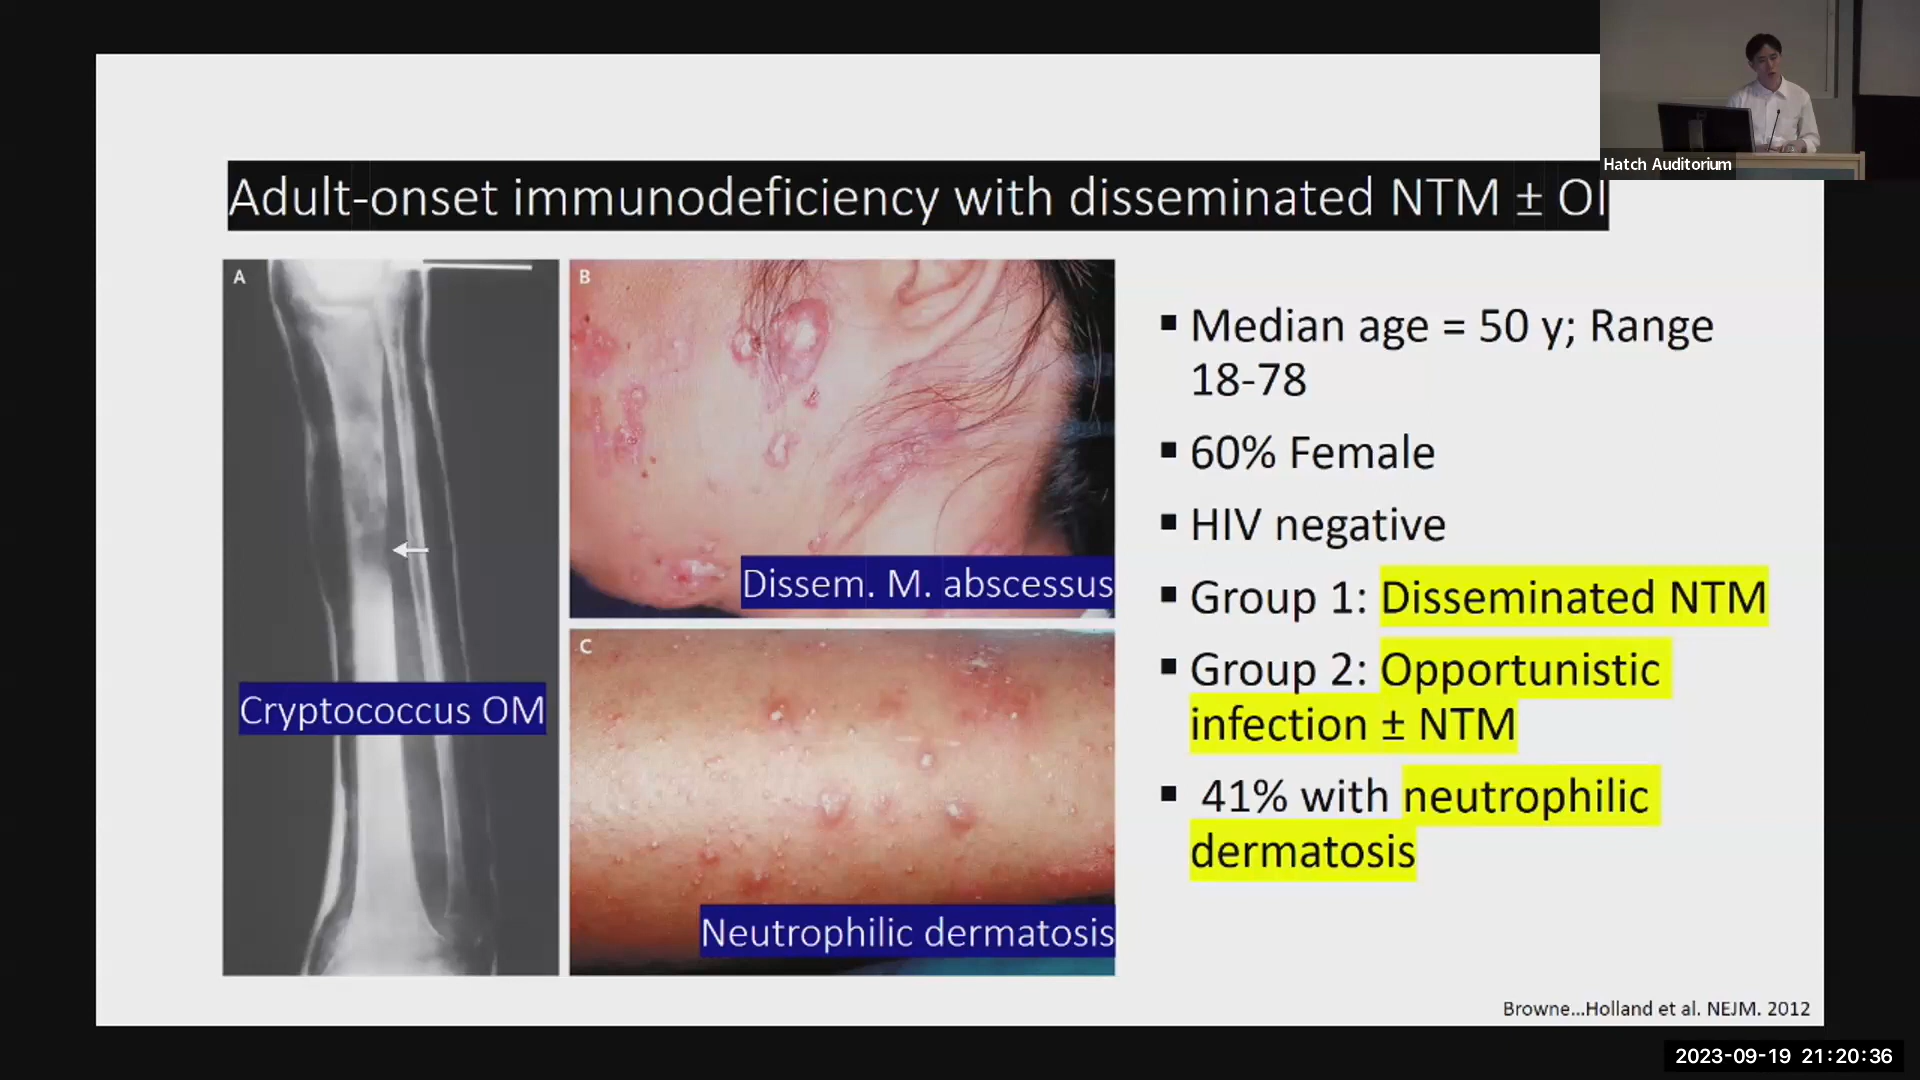 Hatch Auditorium
Adult-onset immunodeficiency with disseminated NTM ± OI
A
B
Dissem. M. abscessus
Cryptococcus OM
C
Neutrophilic dermatosis
▪ Median age = 50 y; Range
18-78
▪ 60% Female
▪ HIV negative
▪ Group 1: Disseminated NTM
▪ Group 2: Opportunistic
infection ± NTM
▪ 41% with neutrophilic
dermatosis
Browne...Holland et al. NEJM. 2012
2023-09-19 21:20:36